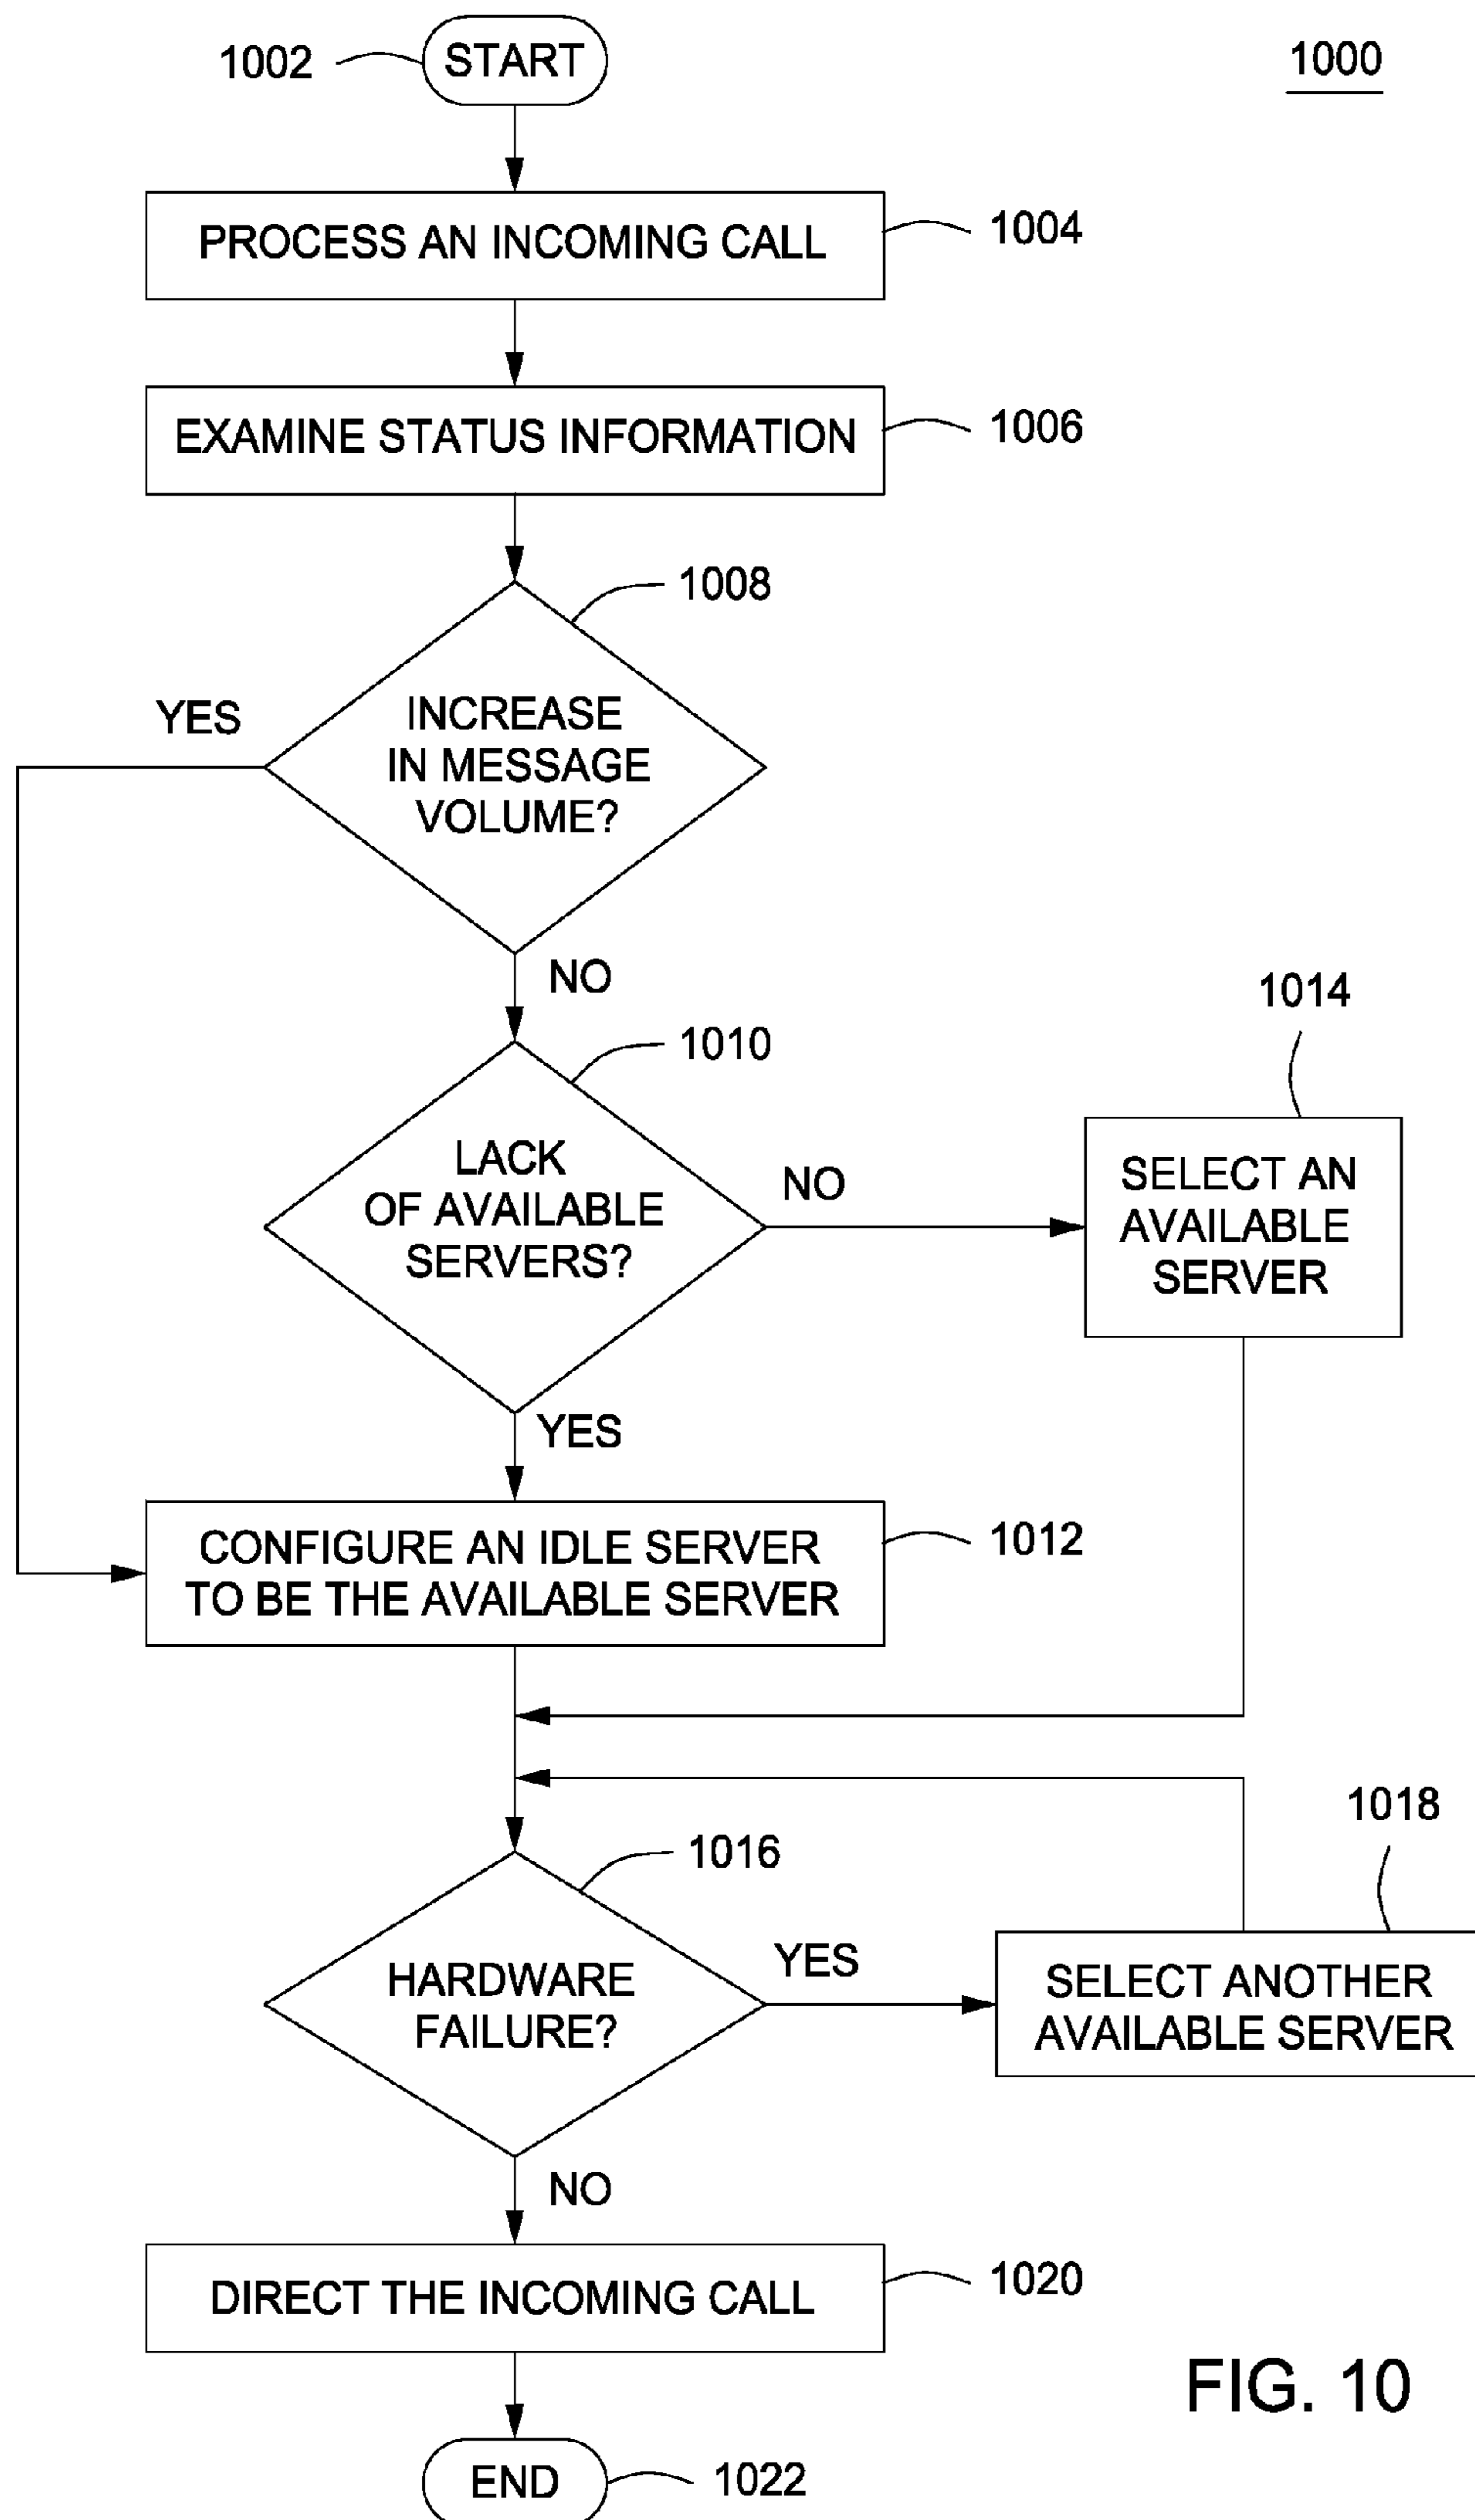 1002
START
1000
PROCESS AN INCOMING CALL
1004
EXAMINE STATUS INFORMATION
1006
1008
INCREASE
IN MESSAGE
VOLUME?
YES
NO
1010
1014
LACK
OF AVAILABLE
SERVERS?
NO
SELECT AN
AVAILABLE
SERVER
YES
CONFIGURE AN IDLE SERVER
TO BE THE AVAILABLE SERVER
1012
1016
1018
HARDWARE
FAILURE?
YES
SELECT ANOTHER
AVAILABLE SERVER
NO
DIRECT THE INCOMING CALL
1020
END
1022
FIG. 10